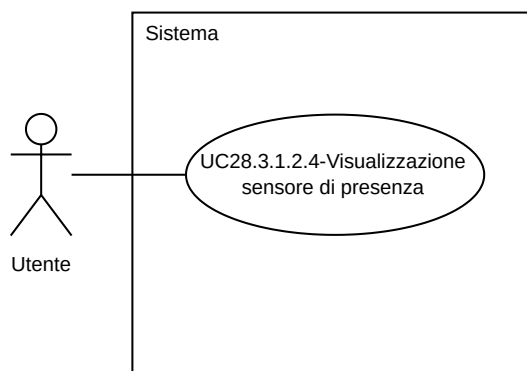 Sistema
UC28.3.1.2.4-Visualizzazione
sensore di presenza
Utente